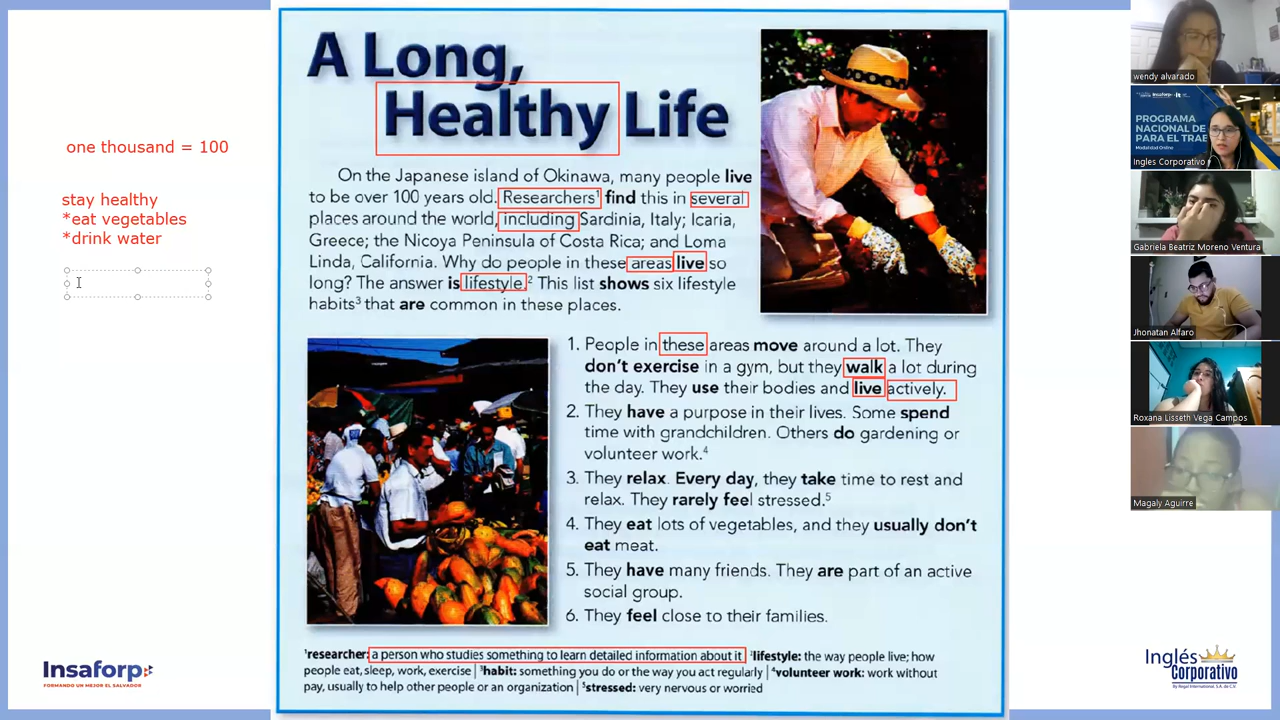 one thousand = 100
stay healthy
*eat vegetables
*drink water
A Long,
Healthy Life
On the Japanese island of Okinawa, many people live
to be over 100 years old. Researchers¹ find this in several
places around the world, including Sardinia, Italy; Icaria,
Greece; the Nicoya Peninsula of Costa Rica; and Loma
Linda, California. Why do people in these areas live so
long? The answer is lifestyle.² This list shows six lifestyle
habits³ that are common in these places.
1. People in these areas move around a lot. They
don't exercise in a gym, but they walk a lot during
the day. They use their bodies and live actively.
2. They have a purpose in their lives. Some spend
time with grandchildren. Others do gardening or
volunteer work.⁴
3. They relax. Every day, they take time to rest and
relax. They rarely feel stressed.⁵
4. They eat lots of vegetables, and they usually don't
eat meat.
5. They have many friends. They are part of an active
social group.
6. They feel close to their families.
¹researcher: a person who studies something to learn detailed information about it | ²lifestyle: the way people live; how
people eat, sleep, work, exercise | ³habit: something you do or the way you act regularly | ⁴volunteer work: work without
pay, usually to help other people or an organization | ⁵stressed: very nervous or worried
Insaforp
FORMANDO UN MEJOR EL SALVADOR
Inglés
Corporativo
By Regal International, S.A. de C.V.
wendy alvarado
Insaforp
PROGRAMA
NACIONAL DE
PARA EL TRAE
Modalidad Online
Ingles Corporativo
Gabriela Beatriz Moreno Ventura
Jhonatan Alfaro
Roxana Lisseth Vega Campos
Magaly Aguirre